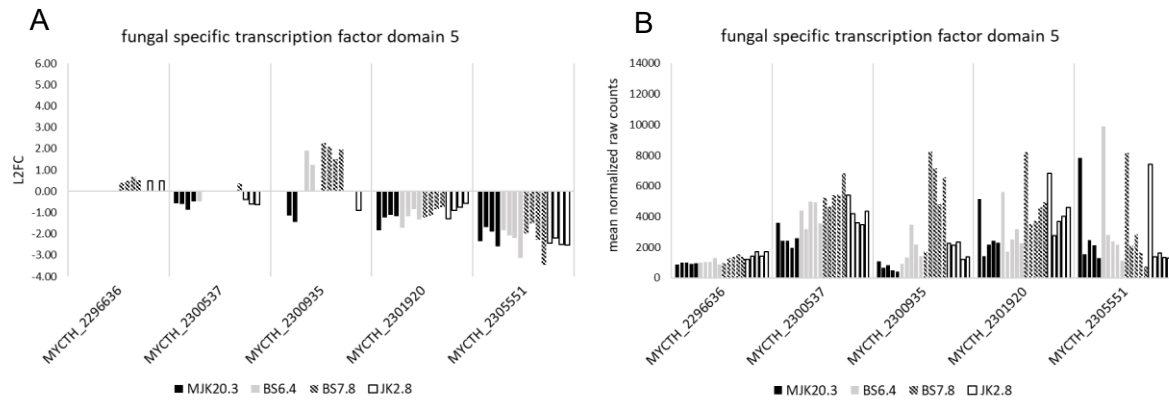 A
fungal specific transcription factor domain 5
L2FC
6.00
5.00
4.00
3.00
2.00
1.00
0.00
-1.00
-2.00
-3.00
-4.00
MYCTH_2296636
MYCTH_2300537
MYCTH_2300935
MYCTH_2301920
MYCTH_2305551
MJK20.3 BS6.4 BS7.8 JK2.8
B
fungal specific transcription factor domain 5
mean normalized raw counts
14000
12000
10000
8000
6000
4000
2000
0
MYCTH_2296636
MYCTH_2300537
MYCTH_2300935
MYCTH_2301920
MYCTH_2305551
MJK20.3 BS6.4 BS7.8 JK2.8